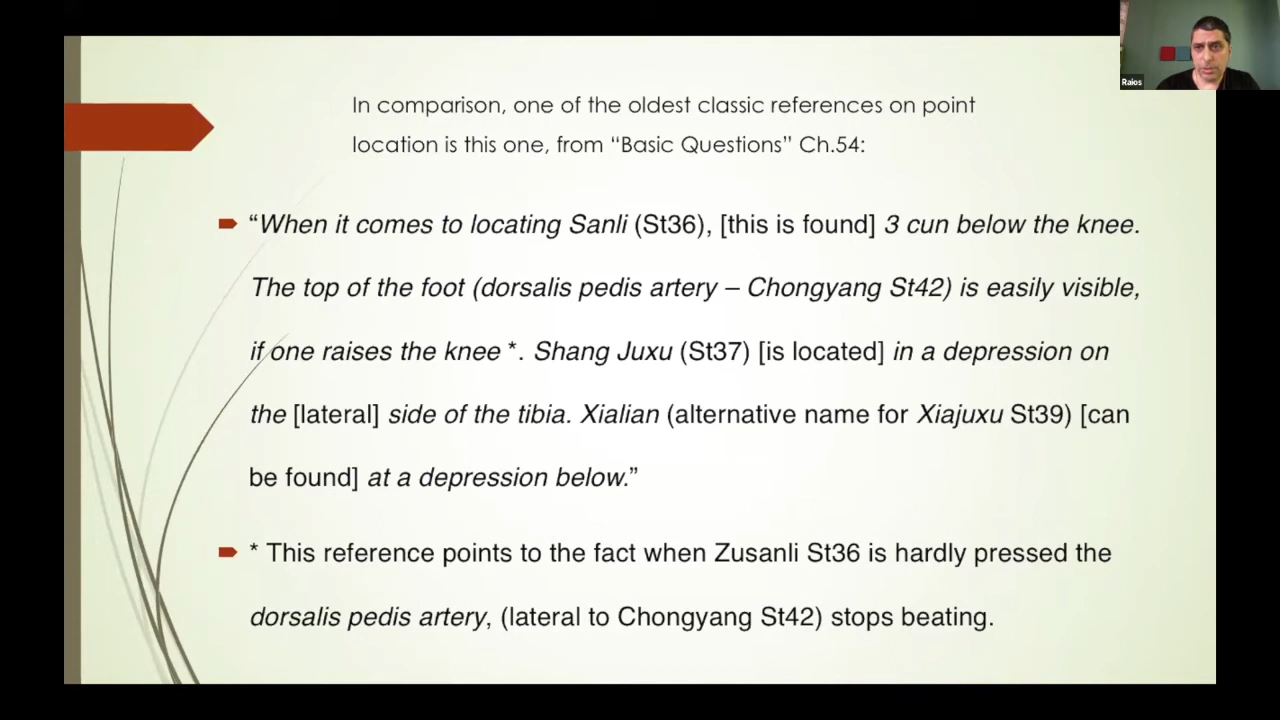 Raios
In comparison, one of the oldest classic references on point
location is this one, from “Basic Questions” Ch.54:
“When it comes to locating Sanli (St36), [this is found] 3 cun below the knee.
The top of the foot (dorsalis pedis artery – Chongyang St42) is easily visible,
if one raises the knee *. Shang Juxu (St37) [is located] in a depression on
the [lateral] side of the tibia. Xialian (alternative name for Xiajuxu St39) [can
be found] at a depression below.”
* This reference points to the fact when Zusanli St36 is hardly pressed the
dorsalis pedis artery, (lateral to Chongyang St42) stops beating.